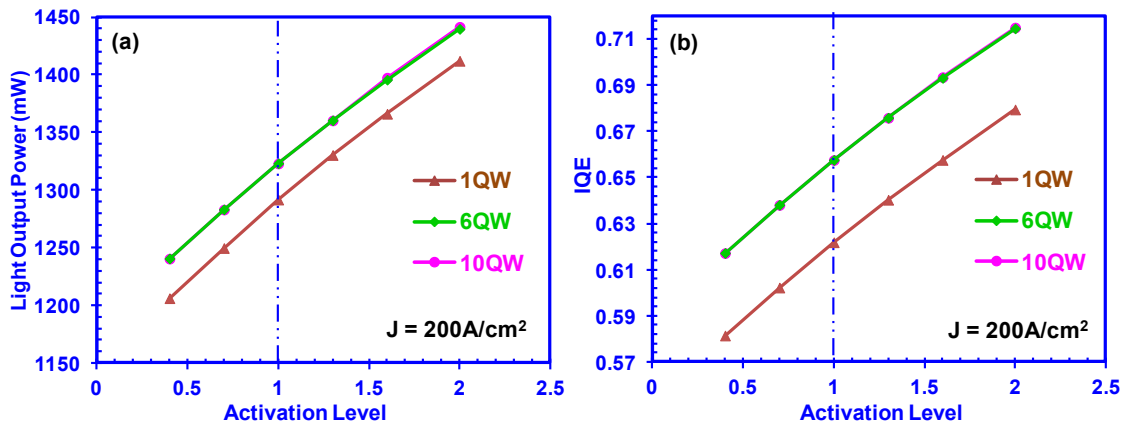 (a)
Light Output Power (mW)
1450
1400
1350
1300
1250
1200
1150
0
0.5
1
1.5
2
2.5
Activation Level
1QW
6QW
10QW
J = 200A/cm²
(b)
IQE
0.71
0.69
0.67
0.65
0.63
0.61
0.59
0.57
0
0.5
1
1.5
2
2.5
Activation Level
1QW
6QW
10QW
J = 200A/cm²